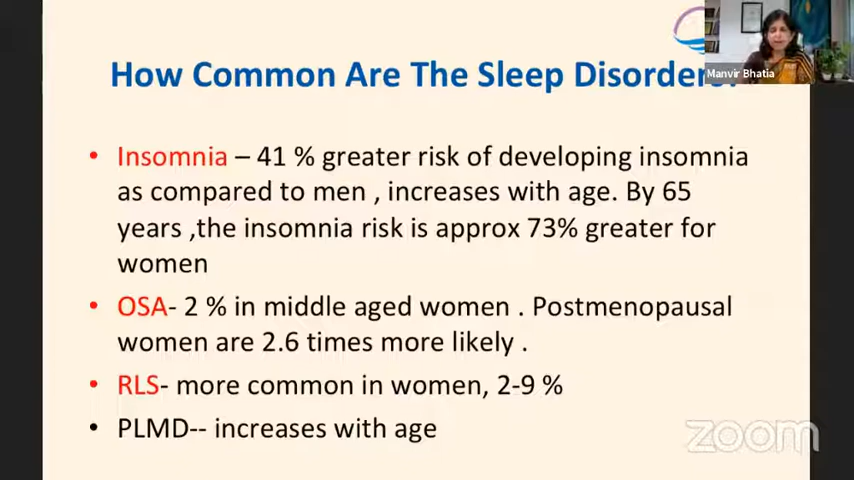 How Common Are The Sleep Disorders?
Manvir Bhatia
• Insomnia – 41 % greater risk of developing insomnia
as compared to men , increases with age. By 65
years ,the insomnia risk is approx 73% greater for
women
• OSA- 2 % in middle aged women . Postmenopausal
women are 2.6 times more likely .
• RLS- more common in women, 2-9 %
• PLMD-- increases with age
zoom